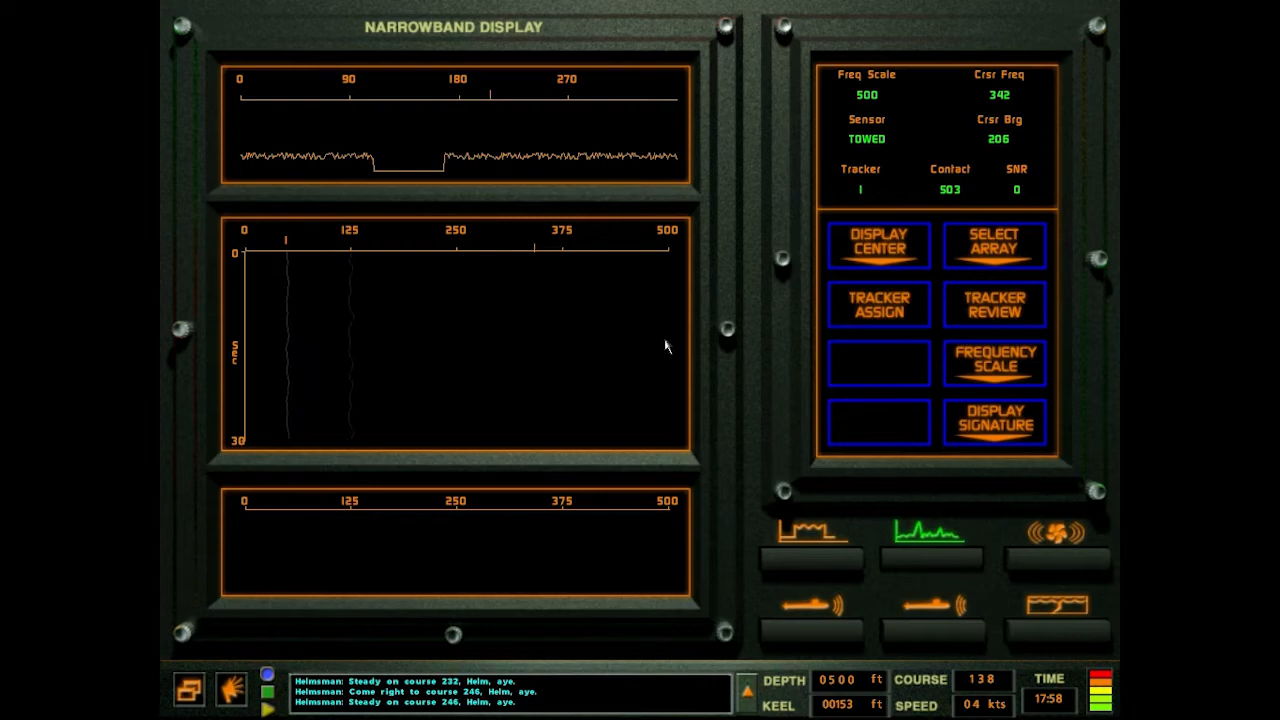 NARROWBAND DISPLAY
0 90 180 270
0 125 250 375 500
0
Sec
30
0 125 250 375 500
Freq Scale Crsr Freq
500 342
Sensor Crsr Brg
TOWED 206
Tracker Contact SNR
1 S03 0
DISPLAY CENTER
SELECT ARRAY
TRACKER ASSIGN
TRACKER REVIEW
FREQUENCY SCALE
DISPLAY SIGNATURE
Helmsman: Steady on course 232, Helm, aye.
Helmsman: Come right to course 246, Helm, aye.
Helmsman: Steady on course 246, Helm, aye.
DEPTH 0500 ft COURSE 138 TIME
KEEL 00153 ft SPEED 04 kts 17:58